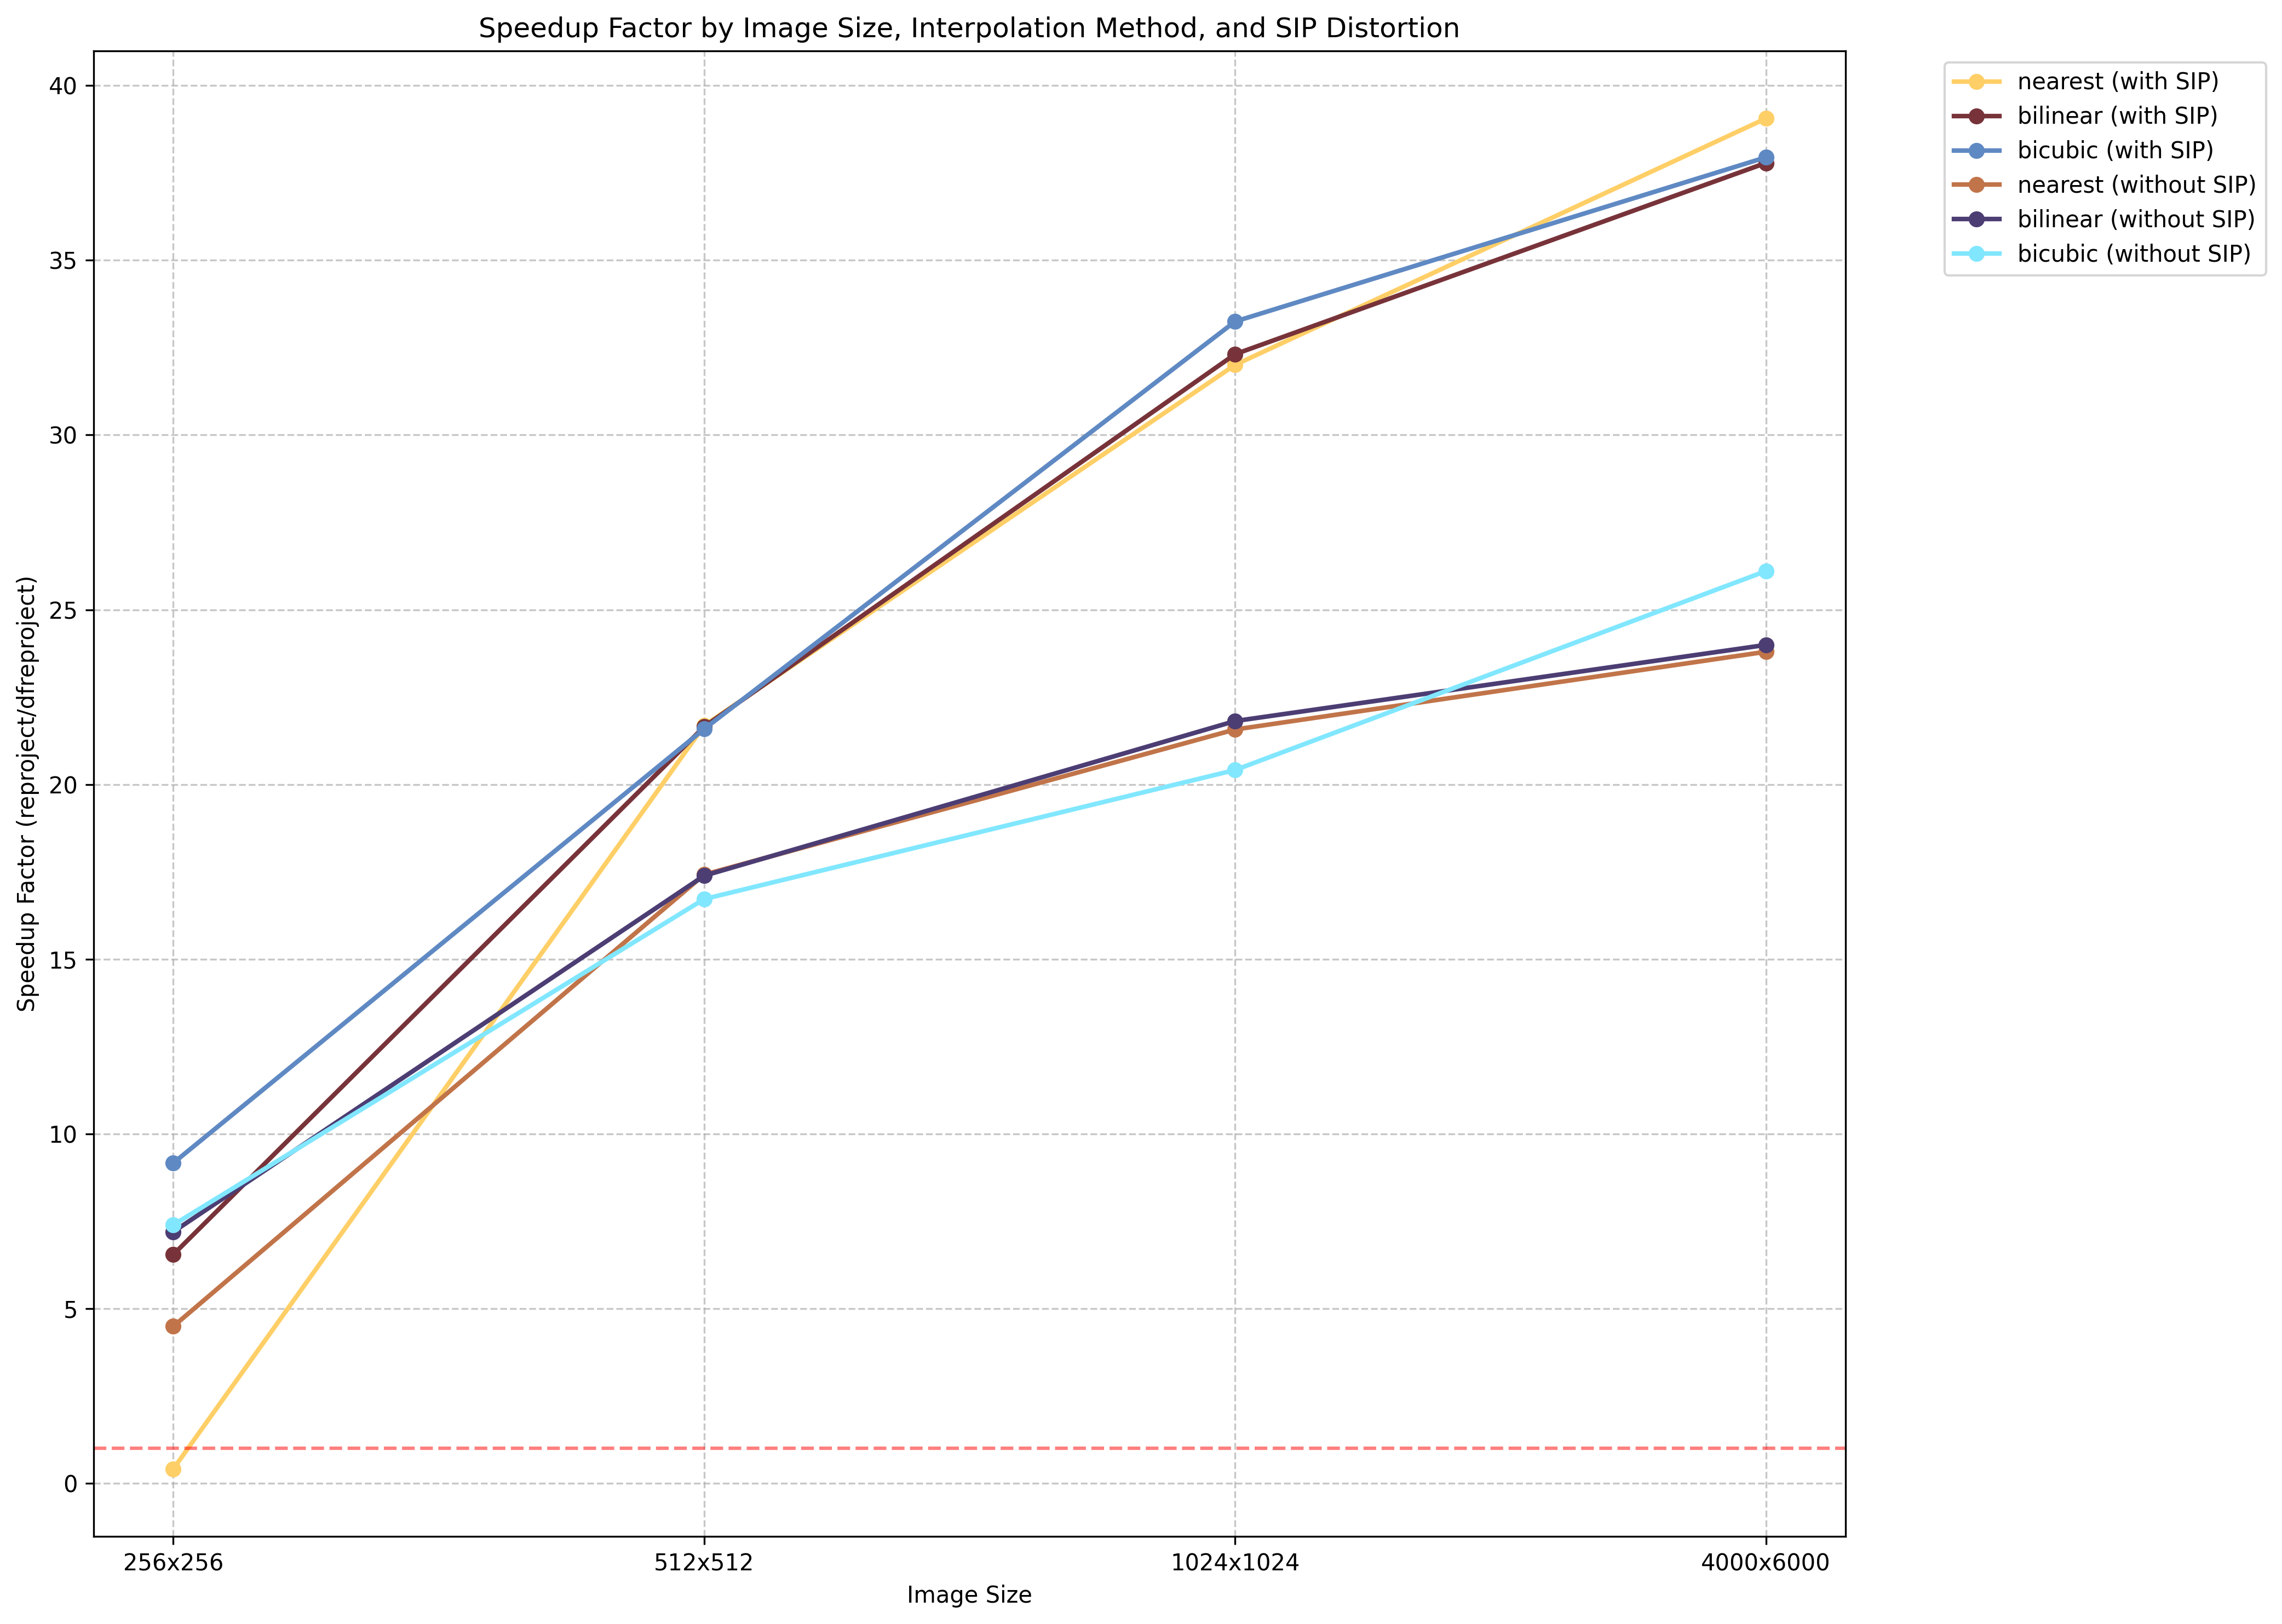 Speedup Factor by Image Size, Interpolation Method, and SIP Distortion
nearest (with SIP)
bilinear (with SIP)
bicubic (with SIP)
nearest (without SIP)
bilinear (without SIP)
bicubic (without SIP)
Speedup Factor (reproject/dfreproject)
40
35
30
25
20
15
10
5
0
256x256
512x512
1024x1024
4000x6000
Image Size